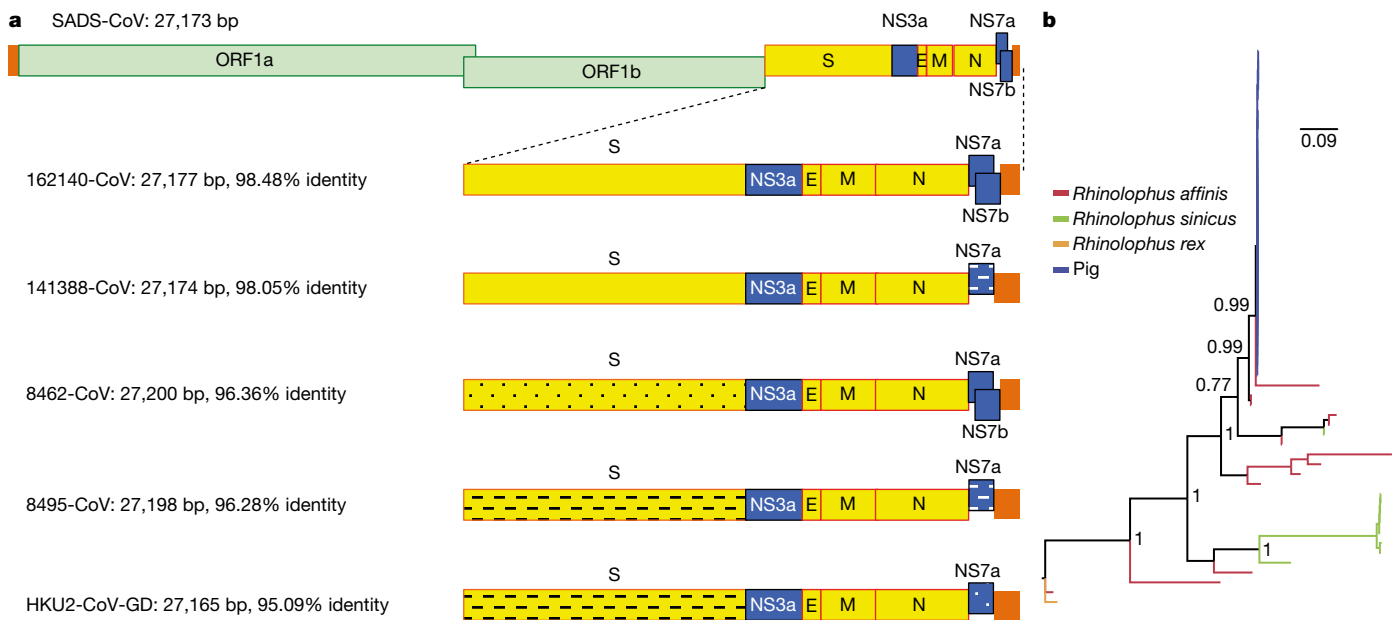 a
SADS-CoV: 27,173 bp
NS3a
NS7a
ORF1a
S
E
M
N
ORF1b
NS7b
S
NS7a
162140-CoV: 27,177 bp, 98.48% identity
NS3a
E
M
N
NS7b
S
NS7a
141388-CoV: 27,174 bp, 98.05% identity
NS3a
E
M
N
S
NS7a
8462-CoV: 27,200 bp, 96.36% identity
NS3a
E
M
N
NS7b
S
NS7a
8495-CoV: 27,198 bp, 96.28% identity
NS3a
E
M
N
S
NS7a
HKU2-CoV-GD: 27,165 bp, 95.09% identity
NS3a
E
M
N
b
0.09
Rhinolophus affinis
Rhinolophus sinicus
Rhinolophus rex
Pig
0.99
0.99
0.77
1
1
1
1